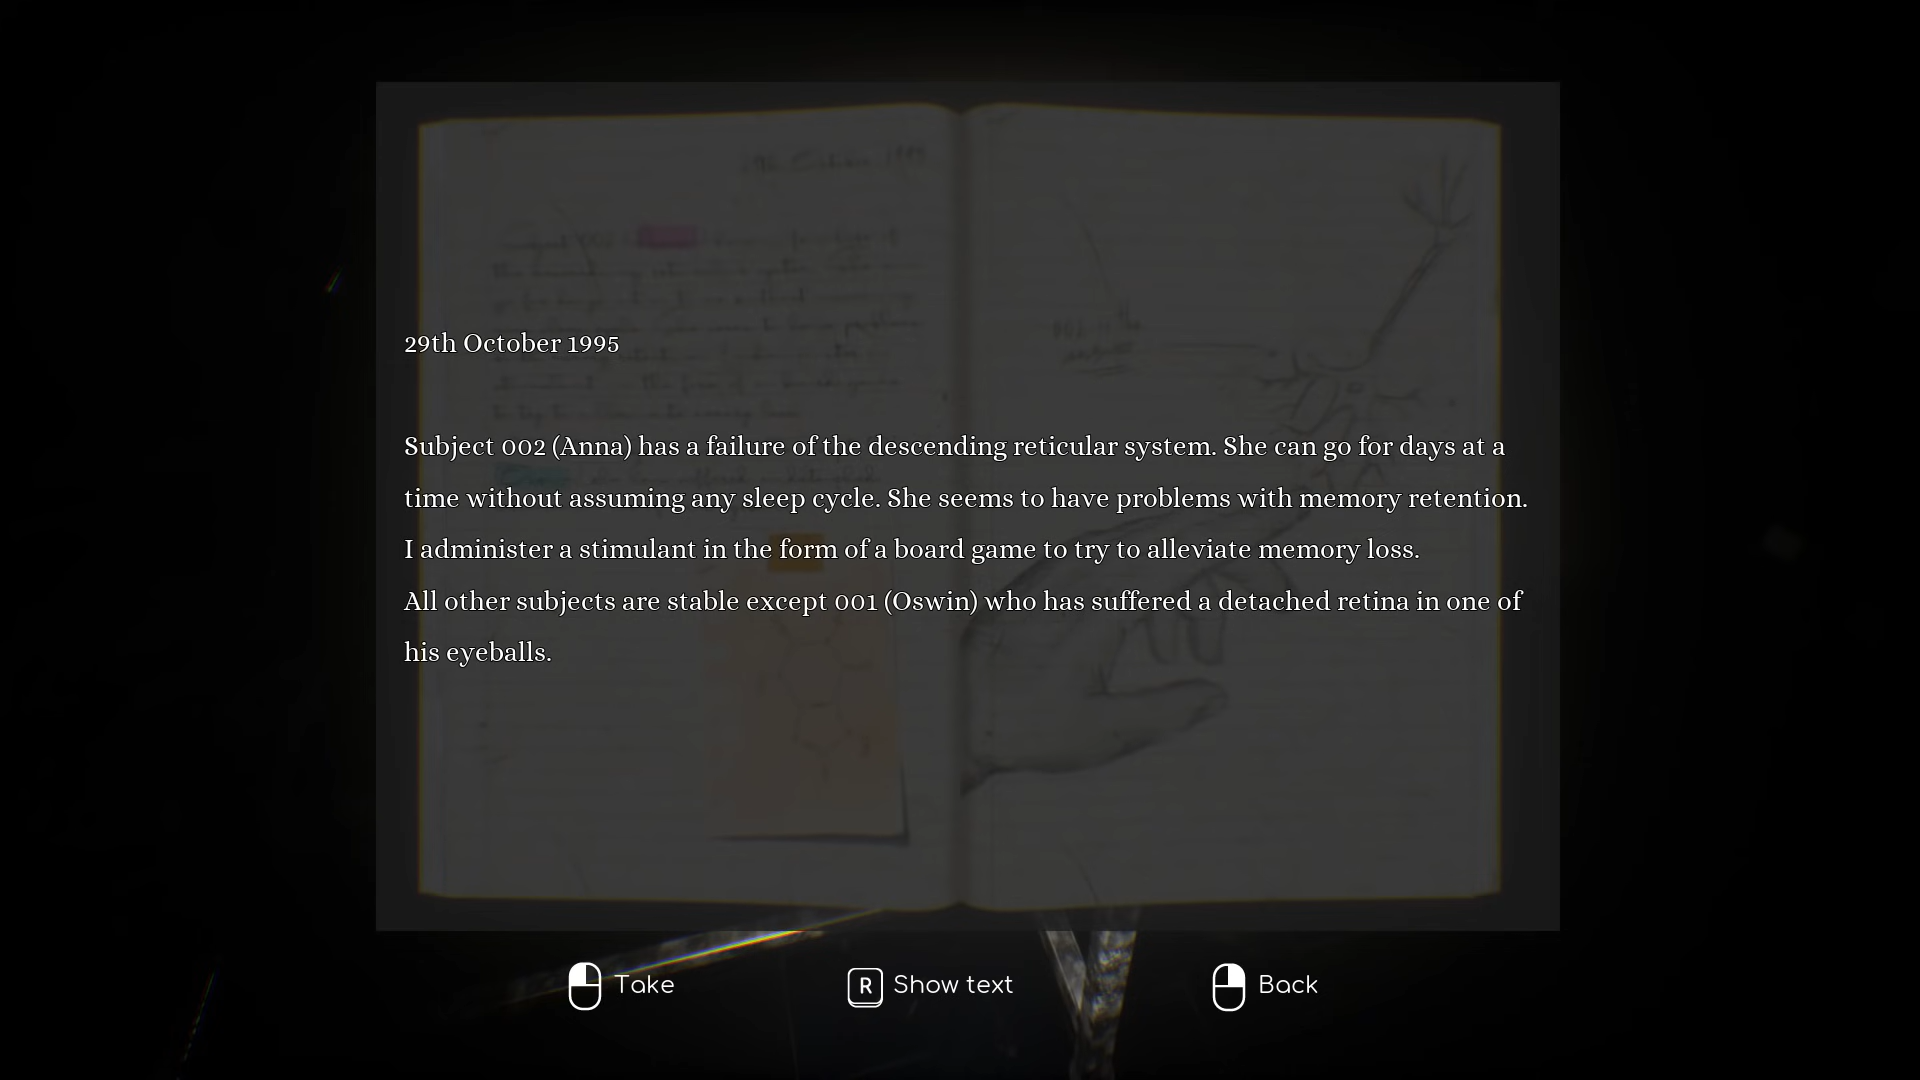 29th October 1995
Subject 002 (Anna) has a failure of the descending reticular system. She can go for days at a
time without assuming any sleep cycle. She seems to have problems with memory retention.
I administer a stimulant in the form of a board game to try to alleviate memory loss.
All other subjects are stable except 001 (Oswin) who has suffered a detached retina in one of
his eyeballs.
Take
R Show text
Back